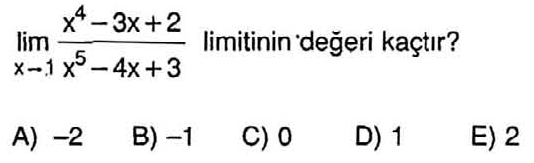 lim x→1 (x⁴ – 3x + 2) / (x⁵ – 4x + 3) limitinin değeri kaçtır?
A) –2 B) –1 C) 0 D) 1 E) 2